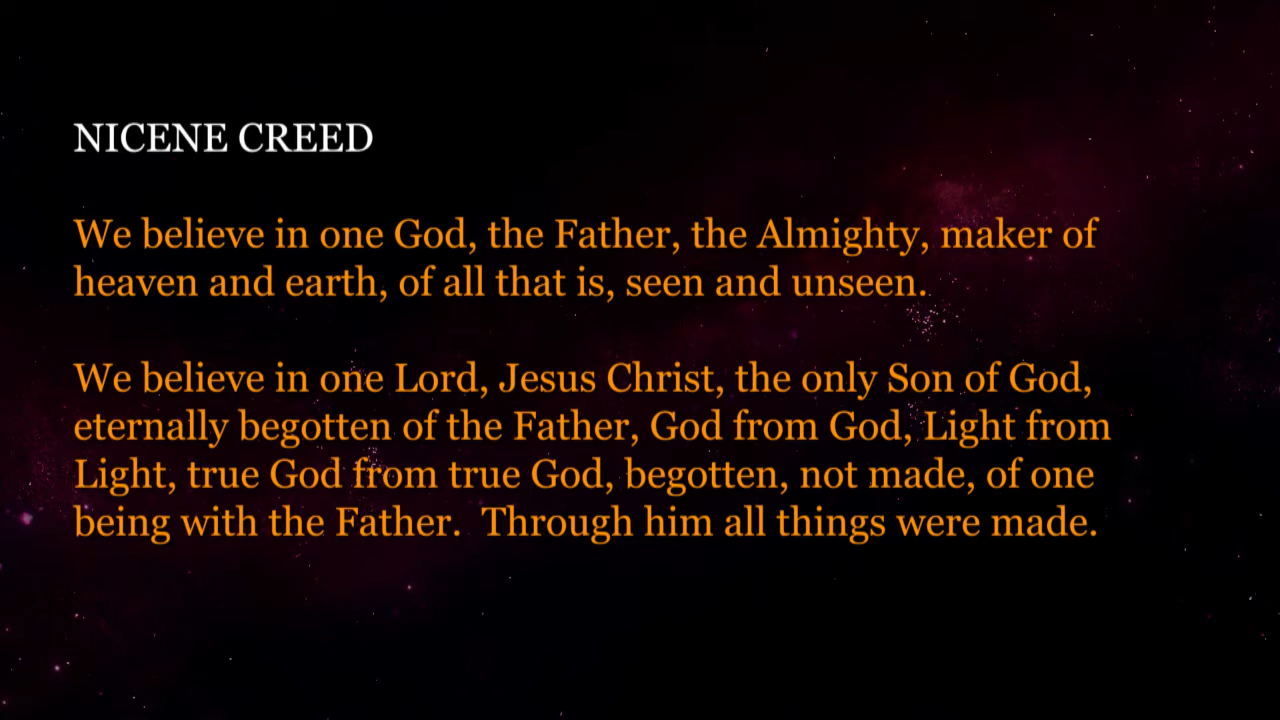 NICENE CREED
We believe in one God, the Father, the Almighty, maker of
heaven and earth, of all that is, seen and unseen.
We believe in one Lord, Jesus Christ, the only Son of God,
eternally begotten of the Father, God from God, Light from
Light, true God from true God, begotten, not made, of one
being with the Father.  Through him all things were made.